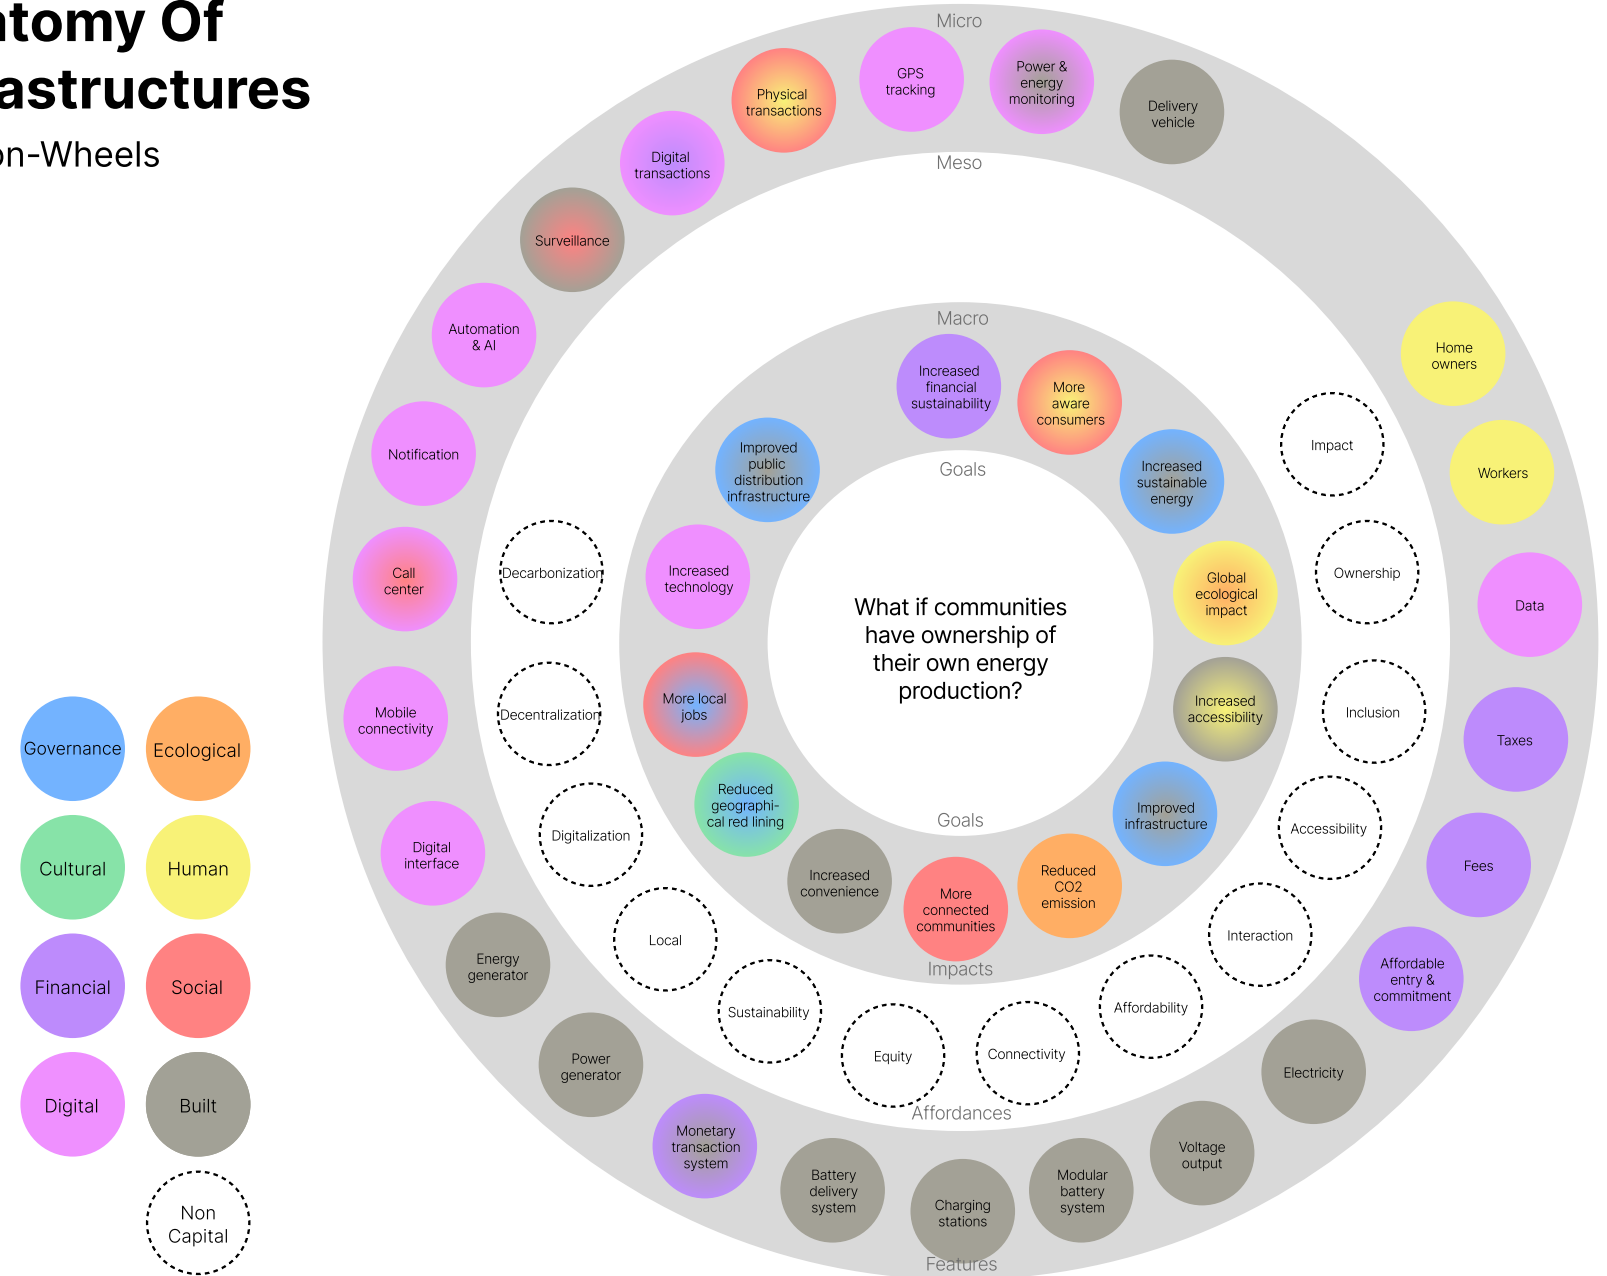 atomy Of
rastructures
on-Wheels
Micro
GPS
tracking
Power &
energy
monitoring
Delivery
vehicle
Physical
transactions
Digital
transactions
Surveillance
Automation
& AI
Notification
Call
center
Mobile
connectivity
Digital
interface
Energy
generator
Power
generator
Monetary
transaction
system
Battery
delivery
system
Charging
stations
Modular
battery
system
Voltage
output
Electricity
Affordable
entry &
commitment
Fees
Taxes
Data
Workers
Home
owners
Features
Meso
Impact
Ownership
Inclusion
Accessibility
Interaction
Affordability
Connectivity
Equity
Sustainability
Local
Digitalization
Decentralization
Decarbonization
Affordances
Macro
Increased
financial
sustainability
More
aware
consumers
Increased
sustainable
energy
Global
ecological
impact
Increased
accessibility
Improved
infrastructure
Reduced
CO2
emission
More
connected
communities
Increased
convenience
Reduced
geographi-
cal red lining
More local
jobs
Increased
technology
Improved
public
distribution
infrastructure
Impacts
Goals
What if communities
have ownership of
their own energy
production?
Goals
Governance
Ecological
Cultural
Human
Financial
Social
Digital
Built
Non
Capital